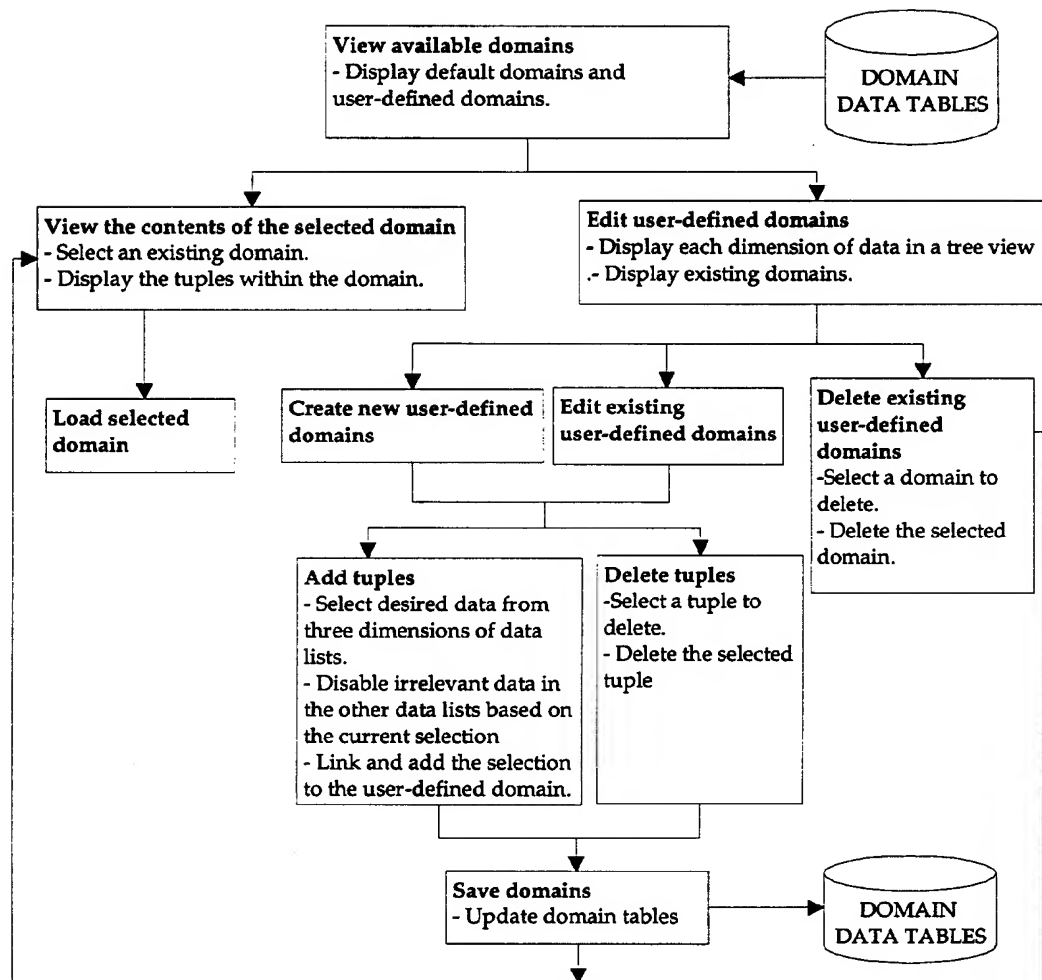 View available domains
- Display default domains and
user-defined domains.
DOMAIN
DATA TABLES
View the contents of the selected domain
- Select an existing domain.
- Display the tuples within the domain.
Edit user-defined domains
- Display each dimension of data in a tree view
.- Display existing domains.
Load selected
domain
Create new user-defined
domains
Edit existing
user-defined domains
Delete existing
user-defined
domains
-Select a domain to
delete.
- Delete the selected
domain.
Add tuples
- Select desired data from
three dimensions of data
lists.
- Disable irrelevant data in
the other data lists based on
the current selection
- Link and add the selection
to the user-defined domain.
Delete tuples
-Select a tuple to
delete.
- Delete the selected
tuple
Save domains
- Update domain tables
DOMAIN
DATA TABLES